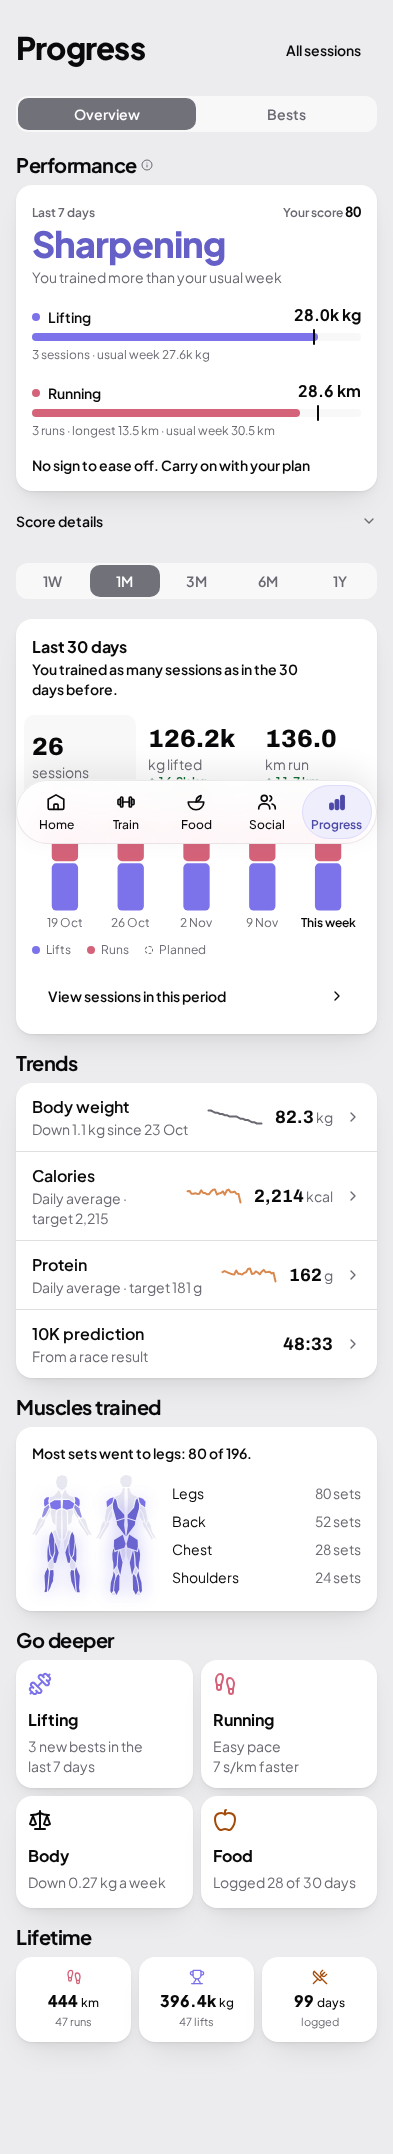 Progress
All sessions
Overview
Bests
Performance
Last 7 days
Your score 80
Sharpening
You trained more than your usual week
Lifting
28.0k kg
3 sessions · usual week 27.6k kg
Running
28.6 km
3 runs · longest 13.5 km · usual week 30.5 km
No sign to ease off. Carry on with your plan
Score details
1W
1M
3M
6M
1Y
Last 30 days
You trained as many sessions as in the 30
days before.
26
sessions
126.2k
kg lifted
136.0
km run
Home
Train
Food
Social
Progress
19 Oct
26 Oct
2 Nov
9 Nov
This week
Lifts
Runs
Planned
View sessions in this period
Trends
Body weight
Down 1.1 kg since 23 Oct
82.3 kg
Calories
Daily average ·
target 2,215
2,214 kcal
Protein
Daily average · target 181 g
162 g
10K prediction
From a race result
48:33
Muscles trained
Most sets went to legs: 80 of 196.
Legs
80 sets
Back
52 sets
Chest
28 sets
Shoulders
24 sets
Go deeper
Lifting
3 new bests in the
last 7 days
Running
Easy pace
7 s/km faster
Body
Down 0.27 kg a week
Food
Logged 28 of 30 days
Lifetime
444 km
47 runs
396.4k kg
47 lifts
99 days
logged